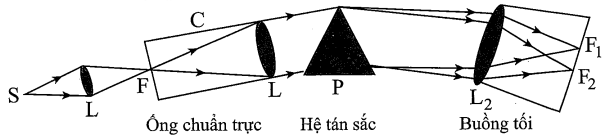 C
F₁
F₂
S
L
F
L
P
L₂
Ống chuẩn trực
Hệ tán sắc
Buồng tối